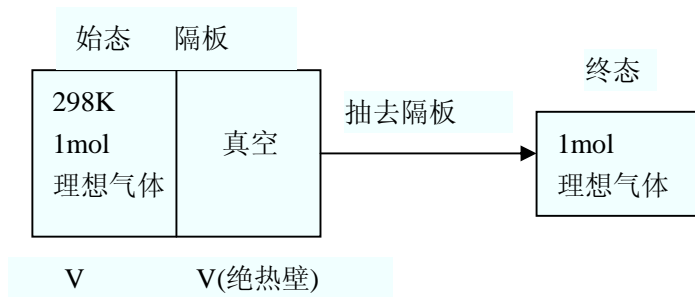 始态 隔板
298K
1mol
理想气体
真空
抽去隔板
终态
1mol
理想气体
V V(绝热壁)